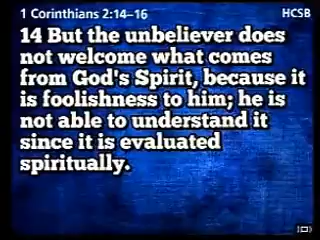 1 Corinthians 2:14–16 HCSB
14 But the unbeliever does
not welcome what comes
from God's Spirit, because it
is foolishness to him; he is
not able to understand it
since it is evaluated
spiritually.